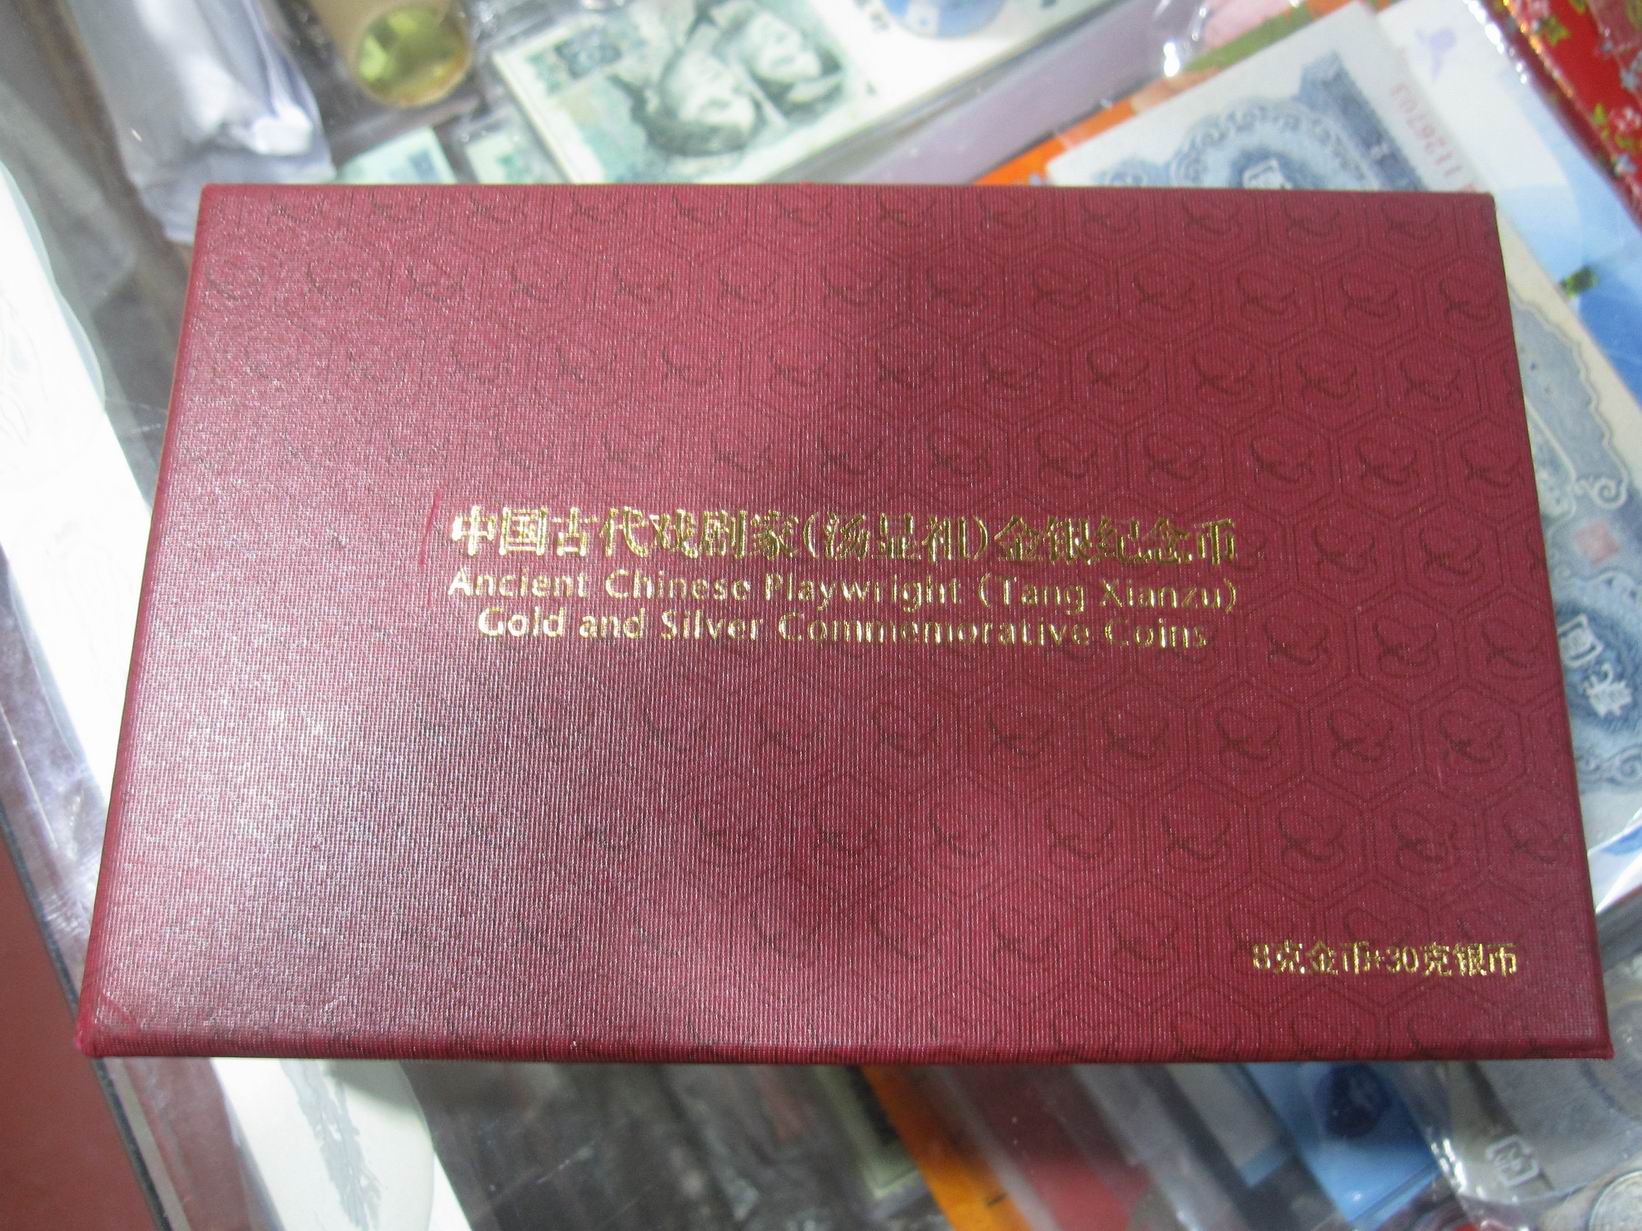 中国古代戏剧家(汤显祖)金银纪念币
Ancient Chinese Playwright (Tang Xianzu)
Gold and Silver Commemorative Coins
8克金币+30克银币